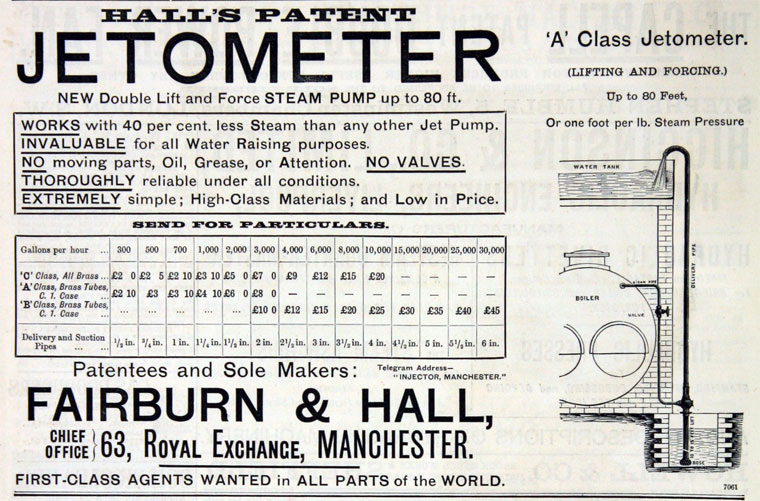 HALL'S PATENT
JETOMETER
NEW Double Lift and Force STEAM PUMP up to 80 ft.
WORKS with 40 per cent. less Steam than any other Jet Pump.
INVALUABLE for all Water Raising purposes.
NO moving parts, Oil, Grease, or Attention. NO VALVES.
THOROUGHLY reliable under all conditions.
EXTREMELY simple; High-Class Materials; and Low in Price.
SEND FOR PARTICULARS.
Gallons per hour ... 300 500 700 1,000 2,000 3,000 4,000 6,000 8,000 10,000 15,000 20,000 25,000 30,000
'C' Class, All Brass... £2 0 £2 5 £2 10 £3 10 £5 0 £7 0 £9 £12 £15 £20 — — — —
'A' Class, Brass Tubes,
C. I. Case £2 10 £3 £3 10 £4 10 £6 0 £8 0 — — — — — — — —
'B' Class, Brass Tubes,
C. I. Case ... ... ... ... ... £10 0 £12 £15 £20 £25 £30 £35 £40 £45
Delivery and Suction
Pipes ... ... 1/2 in. 3/4 in. 1 in. 1 1/4 in. 1 1/2 in. 2 in. 2 1/2 in. 3 in. 3 1/2 in. 4 in. 4 1/2 in. 5 in. 5 1/2 in. 6 in.
Patentees and Sole Makers:
Telegram Address—
"INJECTOR, MANCHESTER."
FAIRBURN & HALL,
CHIEF
OFFICE } 63, ROYAL EXCHANGE, MANCHESTER.
FIRST-CLASS AGENTS WANTED in ALL PARTS of the WORLD.
'A' Class Jetometer.
(LIFTING AND FORCING.)
Up to 80 Feet,
Or one foot per lb. Steam Pressure
WATER TANK
DELIVERY PIPE
STEAM PIPE
BOILER
VALVE
ROSE
7061